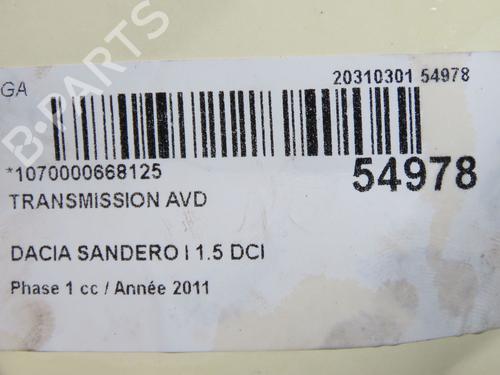 GA
20310301 54978
*1070000668125
54978
TRANSMISSION AVD
DACIA SANDERO I 1.5 DCI
Phase 1 cc / Année 2011
B-PARTS